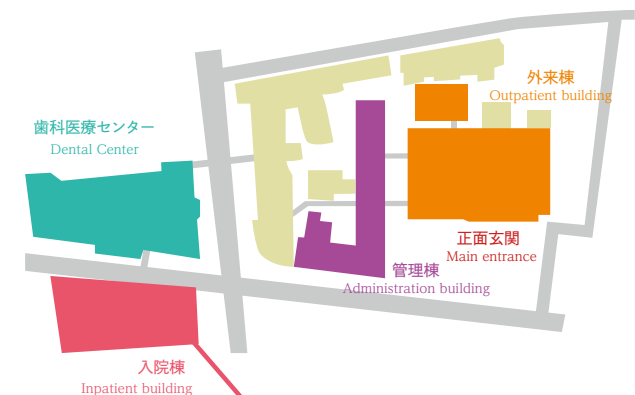 外来棟
Outpatient building
歯科医療センター
Dental Center
正面玄関
Main entrance
管理棟
Administration building
入院棟
Inpatient building